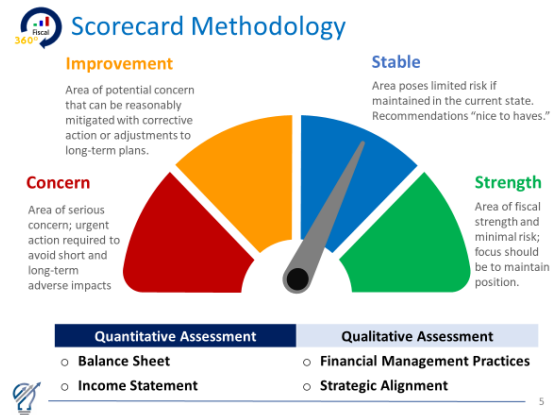 Fiscal
360°
Scorecard Methodology
Improvement
Area of potential concern
that can be reasonably
mitigated with corrective
action or adjustments to
long-term plans.
Stable
Area poses limited risk if
maintained in the current state.
Recommendations “nice to haves.”
Concern
Area of serious
concern; urgent
action required to
avoid short and
long-term
adverse impacts
Strength
Area of fiscal
strength and
minimal risk;
focus should
be to maintain
position.
Quantitative Assessment
Qualitative Assessment
○ Balance Sheet
○ Financial Management Practices
○ Income Statement
○ Strategic Alignment
5